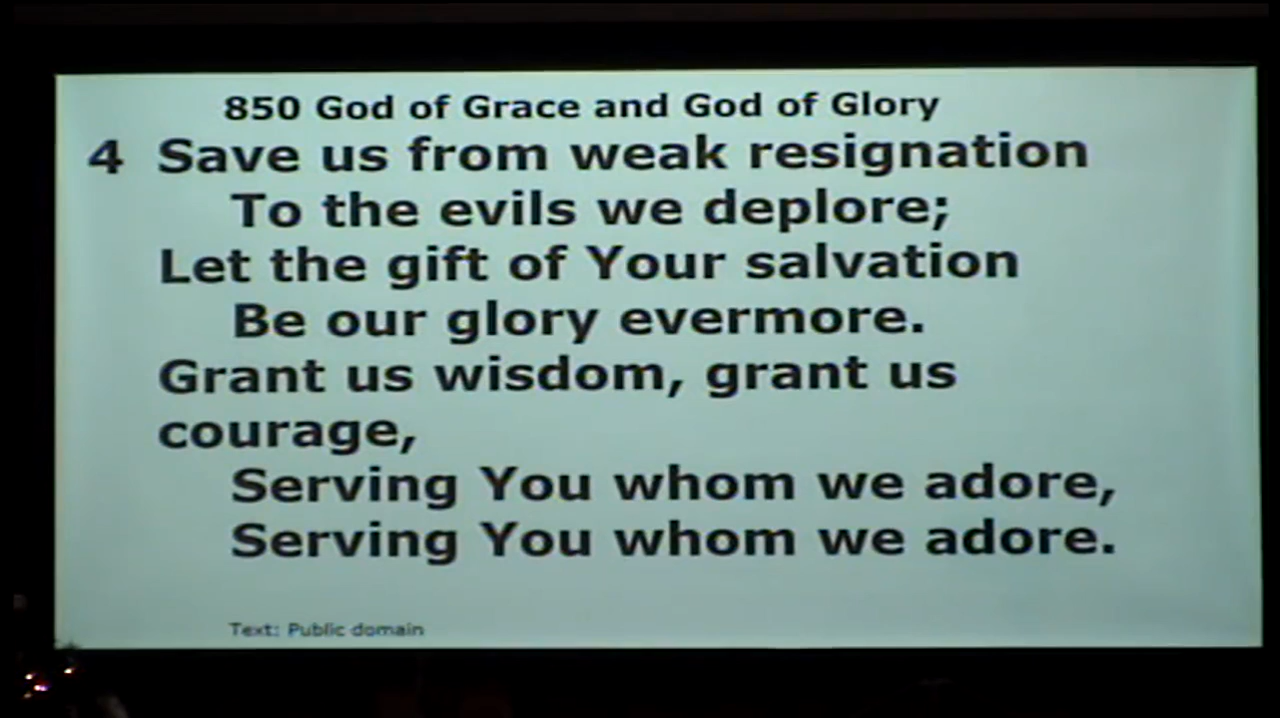 850 God of Grace and God of Glory
4 Save us from weak resignation
To the evils we deplore;
Let the gift of Your salvation
Be our glory evermore.
Grant us wisdom, grant us
courage,
Serving You whom we adore,
Serving You whom we adore.
Text: Public domain